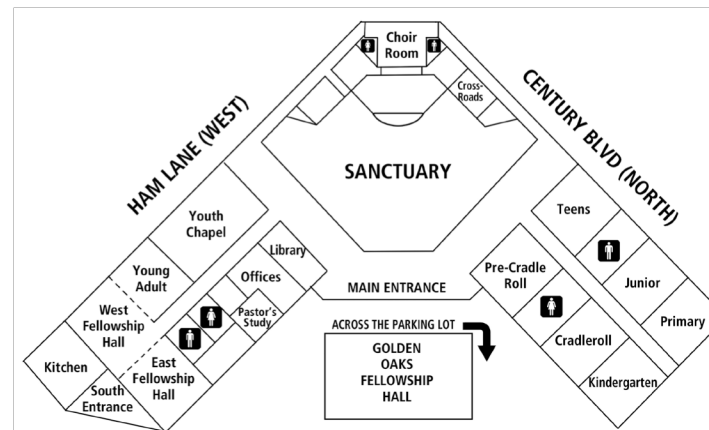 Choir
Room
HAM LANE (WEST)
CENTURY BLVD (NORTH)
Cross-
Roads
SANCTUARY
Youth
Chapel
Teens
Library
Young
Adult
Offices
Pre-Cradle
Roll
Junior
MAIN ENTRANCE
West
Fellowship
Hall
Pastor's
Study
Primary
ACROSS THE PARKING LOT
Cradleroll
GOLDEN
OAKS
FELLOWSHIP
HALL
Kitchen
East
Fellowship
Hall
Kindergarten
South
Entrance